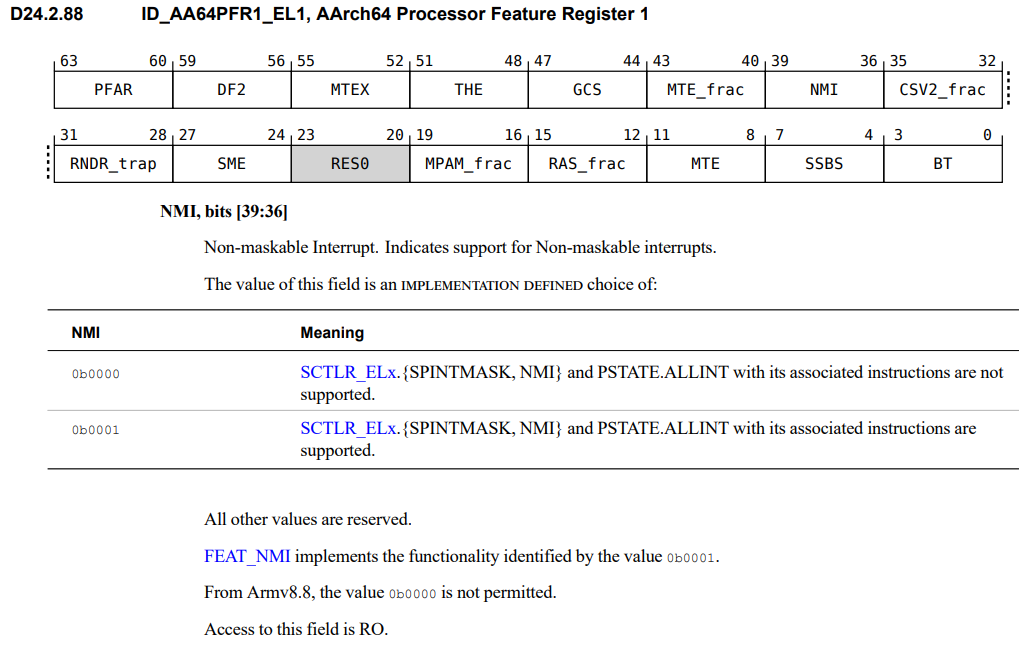 D24.2.88 ID_AA64PFR1_EL1, AArch64 Processor Feature Register 1
63 60 59 56 55 52 51 48 47 44 43 40 39 36 35 32
PFAR DF2 MTEX THE GCS MTE_frac NMI CSV2_frac
31 28 27 24 23 20 19 16 15 12 11 8 7 4 3 0
RNDR_trap SME RES0 MPAM_frac RAS_frac MTE SSBS BT
NMI, bits [39:36]
Non-maskable Interrupt. Indicates support for Non-maskable interrupts.
The value of this field is an IMPLEMENTATION DEFINED choice of:
NMI Meaning
0b0000 SCTLR_ELx.{SPINTMASK, NMI} and PSTATE.ALLINT with its associated instructions are not
supported.
0b0001 SCTLR_ELx.{SPINTMASK, NMI} and PSTATE.ALLINT with its associated instructions are
supported.
All other values are reserved.
FEAT_NMI implements the functionality identified by the value 0b0001.
From Armv8.8, the value 0b0000 is not permitted.
Access to this field is RO.